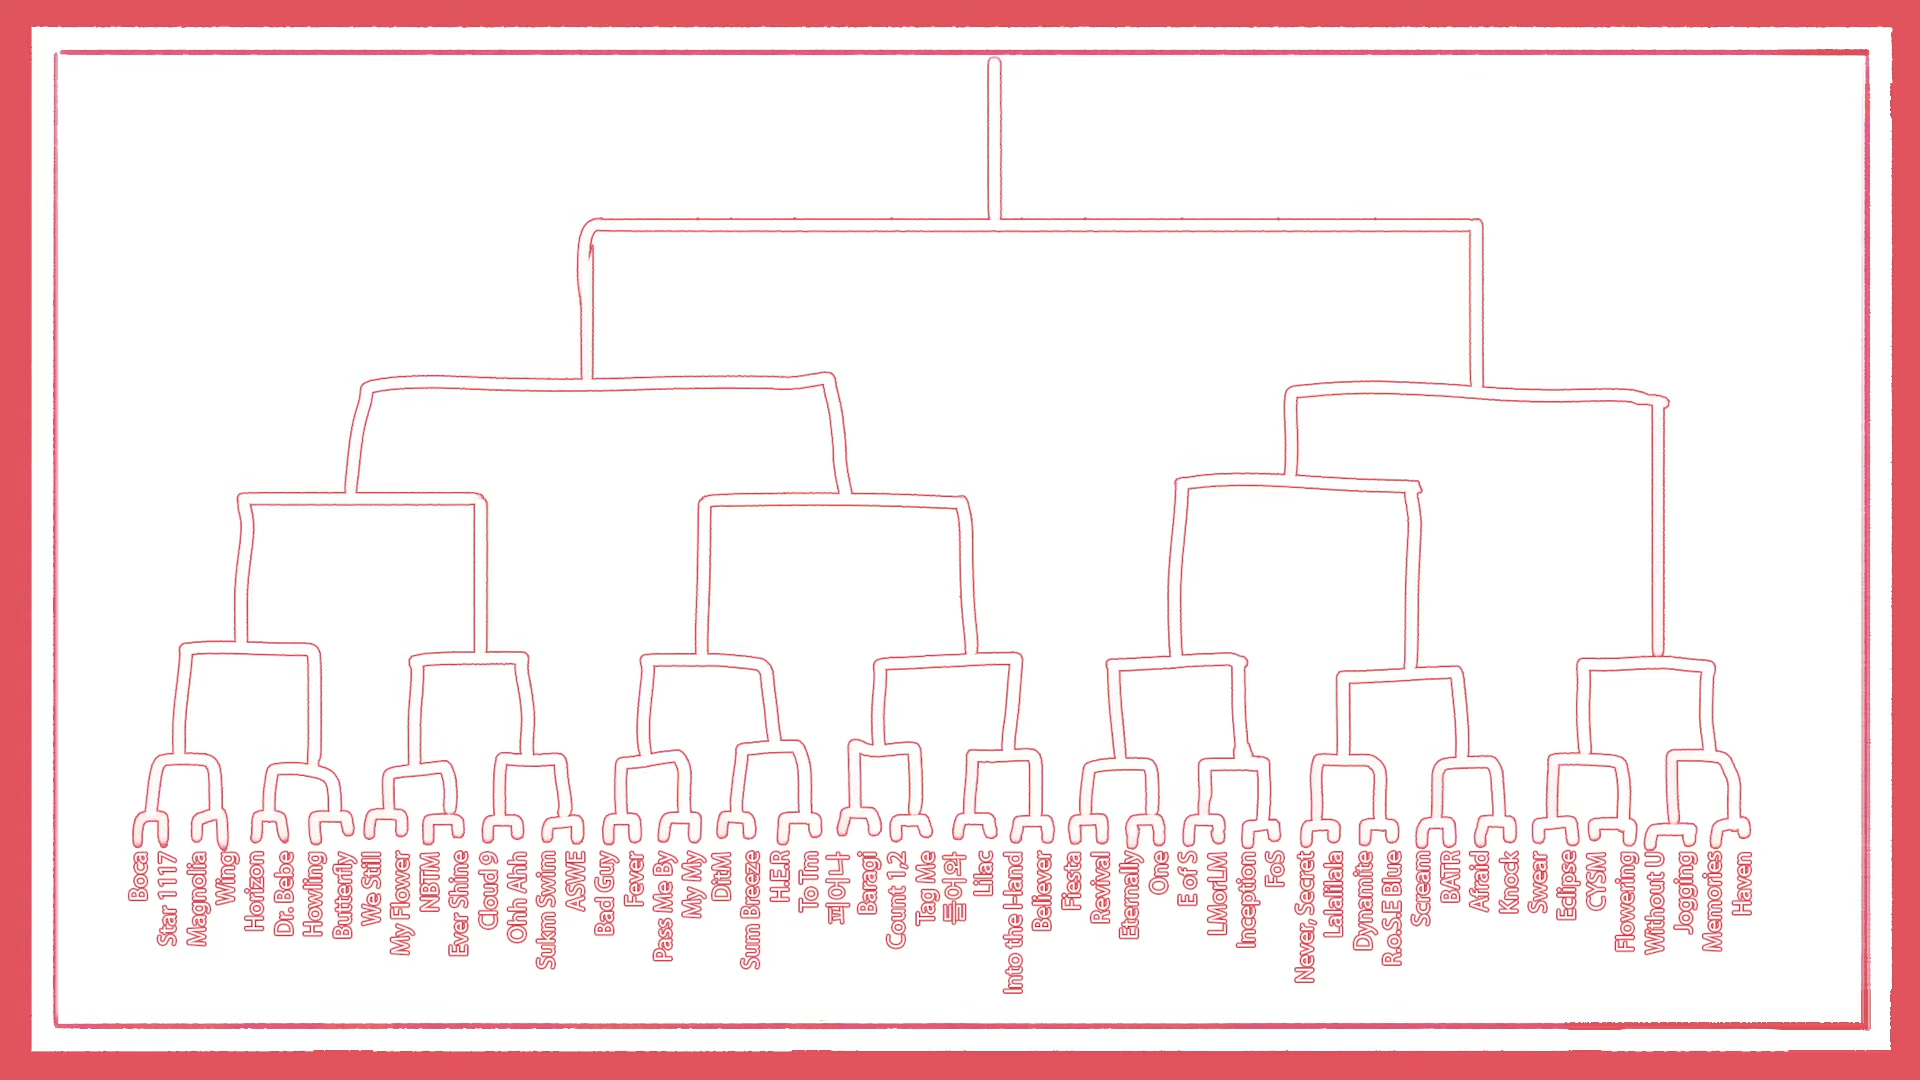 Boca
Star 1117
Magnolia
Wing
Horizon
Dr. Bebe
Howling
Butterfly
We Still
My Flower
NBTM
Ever Shine
Cloud 9
Ohh Ahh
Sukm Swim
ASWE
Bad Guy
Fever
Pass Me By
My My
DitM
Sum Breeze
H.E.R
To Tm
피어나
Baragi
Count 1,2
Tag Me
들어와
Lilac
Into the Hand
Believer
Fiesta
Revival
Eternally
One
E of S
LMorLM
Inception
FoS
Never, Secret
Lalalilala
Dynamite
R.o.S.E Blue
Scream
BATR
Afraid
Knock
Swear
Eclipse
CYSM
Flowering
Without U
Jogging
Memories
Haven